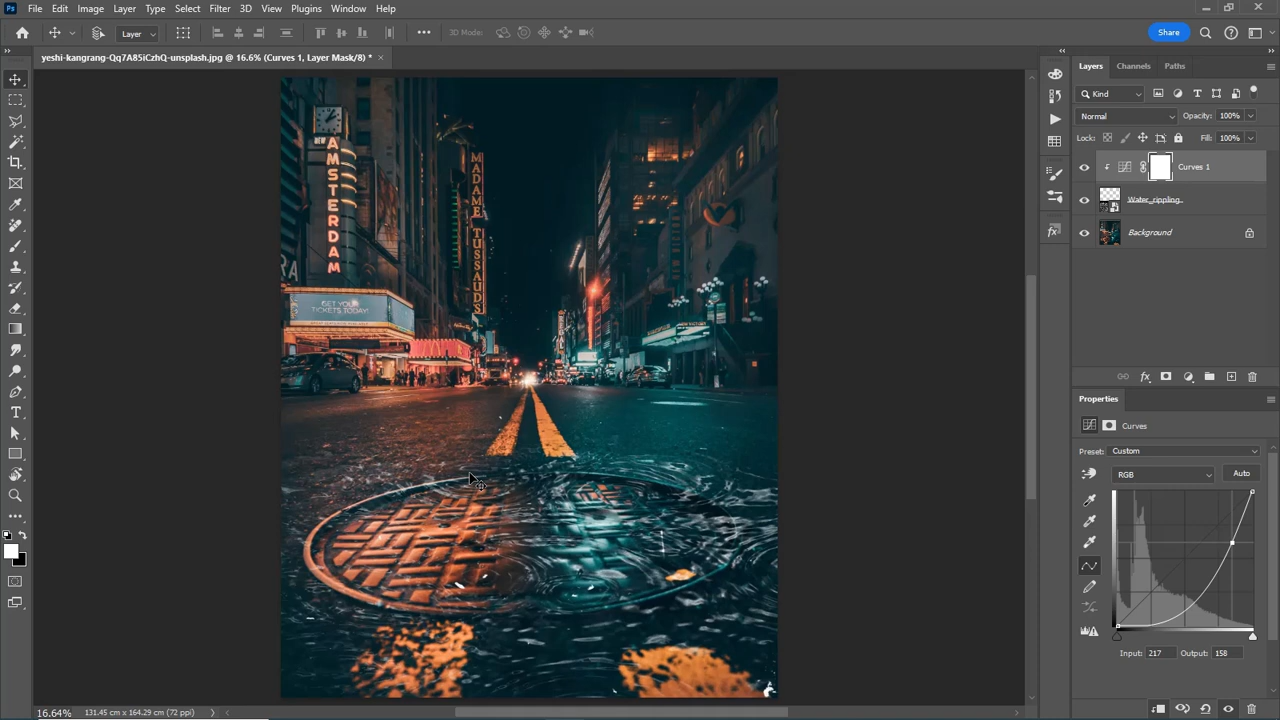 Ps File Edit Image Layer Type Select Filter 3D View Plugins Window Help
Layer 3D Mode: Share
yeshi-kangrang-Qq7A85iCzhQ-unsplash.jpg @ 16.6% (Curves 1, Layer Mask/8) * ×
Layers Channels Paths
Kind
Normal Opacity: 100%
Lock: Fill: 100%
Curves 1
Water_rippling...
Background
Properties
Curves
Preset: Custom
RGB Auto
Input: 217 Output: 158
NEW
AMSTERDAM
MADAME TUSSAUDS
GET YOUR
TICKETS TODAY!
16.64% 131.45 cm x 164.29 cm (72 ppi)